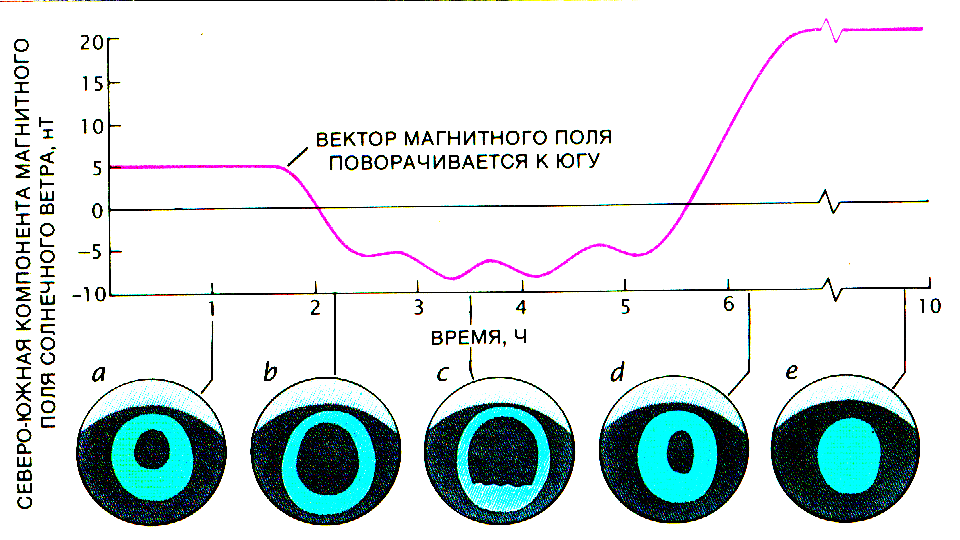 СЕВЕРО-ЮЖНАЯ КОМПОНЕНТА МАГНИТНОГО
ПОЛЯ СОЛНЕЧНОГО ВЕТРА, нТ
20
15
10
5
0
−5
−10
ВЕКТОР МАГНИТНОГО ПОЛЯ
ПОВОРАЧИВАЕТСЯ К ЮГУ
1 2 3 4 5 6 10
ВРЕМЯ, Ч
a b c d e